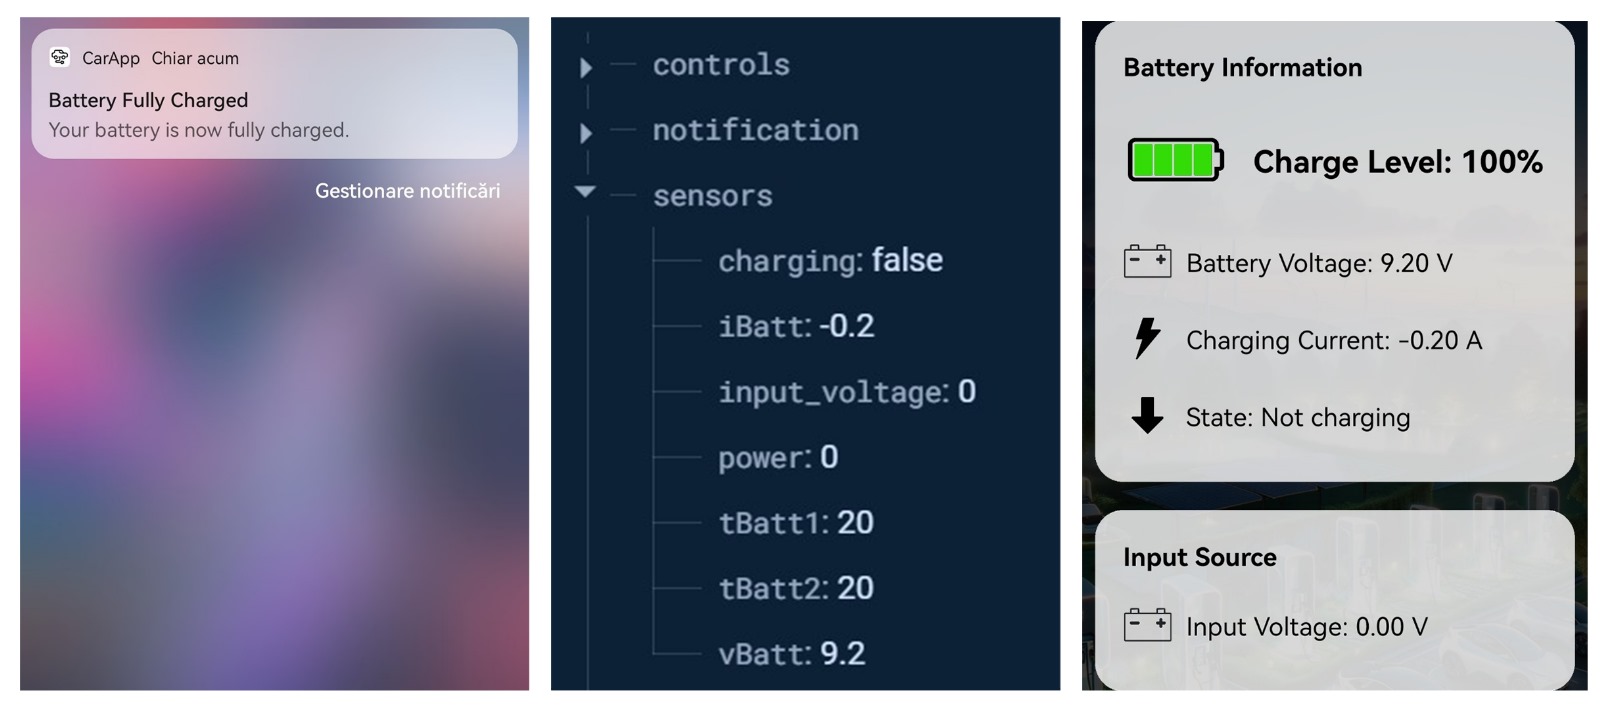 CarApp Chiar acum
Battery Fully Charged
Your battery is now fully charged.
Gestionare notificări
controls
notification
sensors
charging: false
iBatt: -0.2
input_voltage: 0
power: 0
tBatt1: 20
tBatt2: 20
vBatt: 9.2
Battery Information
Charge Level: 100%
Battery Voltage: 9.20 V
Charging Current: -0.20 A
State: Not charging
Input Source
Input Voltage: 0.00 V